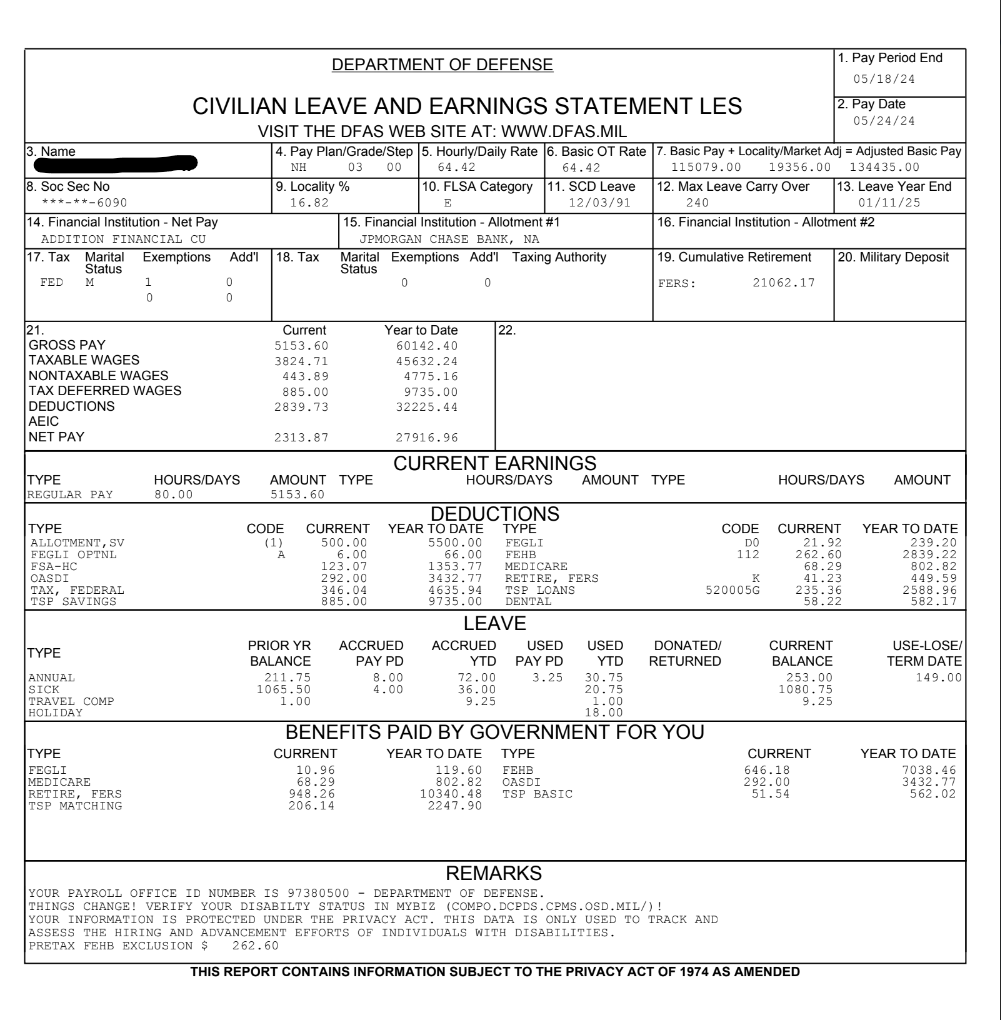 1. Pay Period End
05/18/24
DEPARTMENT OF DEFENSE
CIVILIAN LEAVE AND EARNINGS STATEMENT LES
VISIT THE DFAS WEB SITE AT: WWW.DFAS.MIL
2. Pay Date
05/24/24
3. Name 4. Pay Plan/Grade/Step 5. Hourly/Daily Rate 6. Basic OT Rate 7. Basic Pay + Locality/Market Adj = Adjusted Basic Pay
NH 03 00 64.42 64.42 115079.00 19356.00 134435.00
8. Soc Sec No 9. Locality % 10. FLSA Category 11. SCD Leave 12. Max Leave Carry Over 13. Leave Year End
***-**-6090 16.82 E 12/03/91 240 01/11/25
14. Financial Institution - Net Pay 15. Financial Institution - Allotment #1 16. Financial Institution - Allotment #2
ADDITION FINANCIAL CU JPMORGAN CHASE BANK, NA
17. Tax Marital Status Exemptions Add'l 18. Tax Marital Status Exemptions Add'l Taxing Authority 19. Cumulative Retirement 20. Military Deposit
FED M 1 0 0 0 FERS: 21062.17
0 0
21. Current Year to Date 22.
GROSS PAY 5153.60 60142.40
TAXABLE WAGES 3824.71 45632.24
NONTAXABLE WAGES 443.89 4775.16
TAX DEFERRED WAGES 885.00 9735.00
DEDUCTIONS 2839.73 32225.44
AEIC
NET PAY 2313.87 27916.96
CURRENT EARNINGS
TYPE HOURS/DAYS AMOUNT TYPE HOURS/DAYS AMOUNT TYPE HOURS/DAYS AMOUNT
REGULAR PAY 80.00 5153.60
DEDUCTIONS
TYPE CODE CURRENT YEAR TO DATE TYPE CODE CURRENT YEAR TO DATE
ALLOTMENT,SV (1) 500.00 5500.00 FEGLI D0 21.92 239.20
FEGLI OPTNL A 6.00 66.00 FEHB 112 262.60 2839.22
FSA-HC 123.07 1353.77 MEDICARE 68.29 802.82
OASDI 292.00 3432.77 RETIRE, FERS K 41.23 449.59
TAX, FEDERAL 346.04 4635.94 TSP LOANS 520005G 235.36 2588.96
TSP SAVINGS 885.00 9735.00 DENTAL 58.22 582.17
LEAVE
TYPE PRIOR YR BALANCE ACCRUED PAY PD ACCRUED YTD USED PAY PD USED YTD DONATED/ RETURNED CURRENT BALANCE USE-LOSE/ TERM DATE
ANNUAL 211.75 8.00 72.00 3.25 30.75 253.00 149.00
SICK 1065.50 4.00 36.00 20.75 1080.75
TRAVEL COMP 1.00 9.25 1.00 9.25
HOLIDAY 18.00
BENEFITS PAID BY GOVERNMENT FOR YOU
TYPE CURRENT YEAR TO DATE TYPE CURRENT YEAR TO DATE
FEGLI 10.96 119.60 FEHB 646.18 7038.46
MEDICARE 68.29 802.82 OASDI 292.00 3432.77
RETIRE, FERS 948.26 10340.48 TSP BASIC 51.54 562.02
TSP MATCHING 206.14 2247.90
REMARKS
YOUR PAYROLL OFFICE ID NUMBER IS 97380500 - DEPARTMENT OF DEFENSE.
THINGS CHANGE! VERIFY YOUR DISABILTY STATUS IN MYBIZ (COMPO.DCPDS.CPMS.OSD.MIL/)!
YOUR INFORMATION IS PROTECTED UNDER THE PRIVACY ACT. THIS DATA IS ONLY USED TO TRACK AND
ASSESS THE HIRING AND ADVANCEMENT EFFORTS OF INDIVIDUALS WITH DISABILITIES.
PRETAX FEHB EXCLUSION $ 262.60
THIS REPORT CONTAINS INFORMATION SUBJECT TO THE PRIVACY ACT OF 1974 AS AMENDED